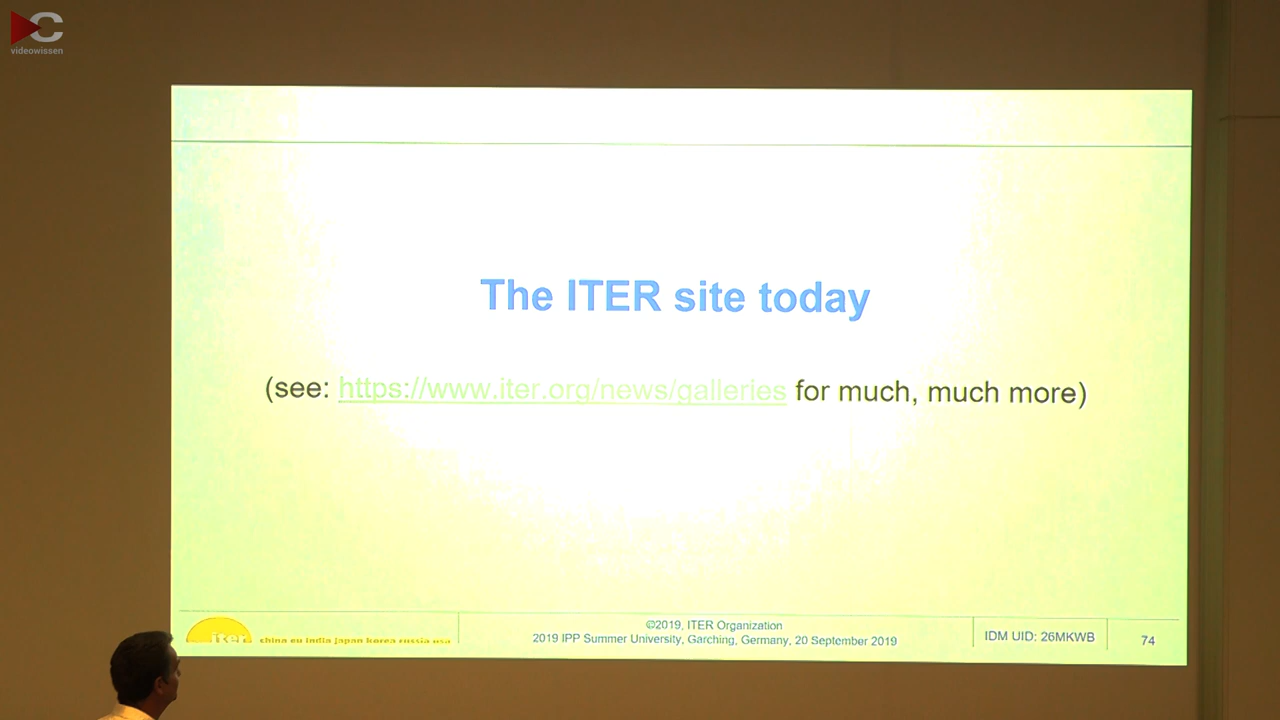 videowissen
The ITER site today
(see: https://www.iter.org/news/galleries for much, much more)
iter
china eu india japan korea russia usa
©2019, ITER Organization
2019 IPP Summer University, Garching, Germany, 20 September 2019
IDM UID: 26MKWB
74